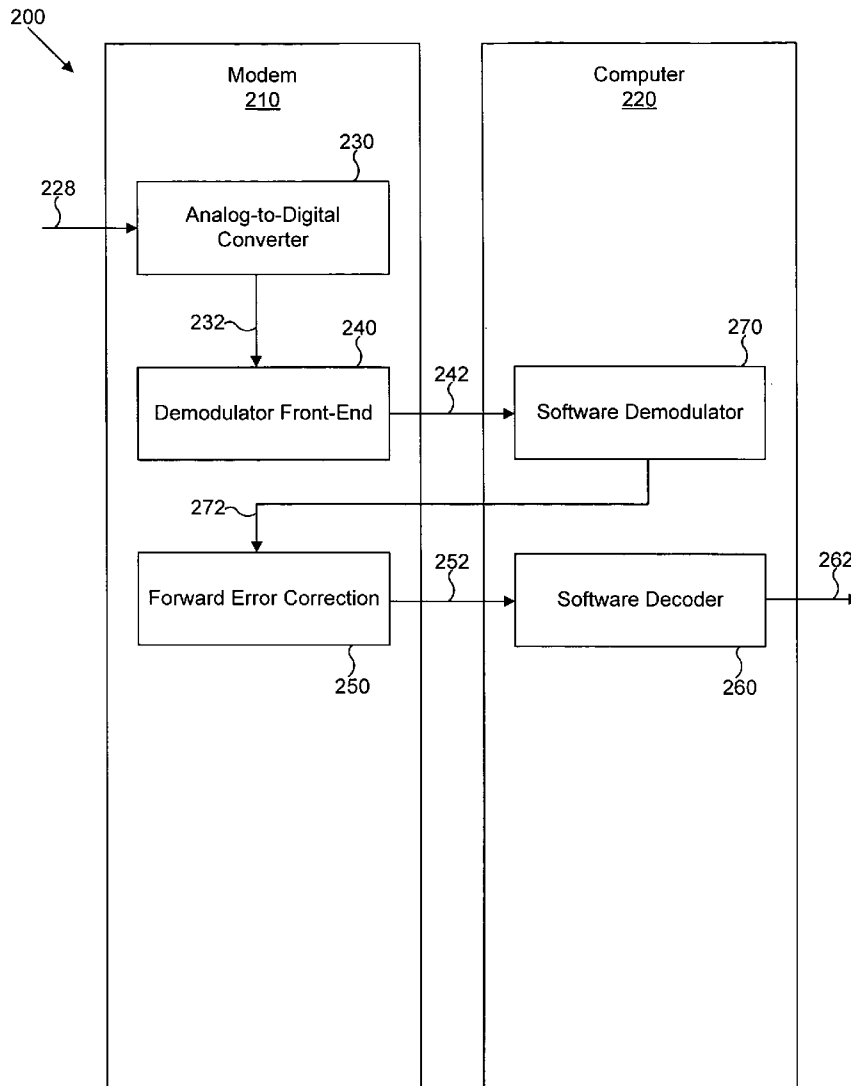 200
Modem
210
Computer
220
230
228
Analog-to-Digital
Converter
232
240
242
270
Demodulator Front-End
Software Demodulator
272
252
262
Forward Error Correction
Software Decoder
250
260